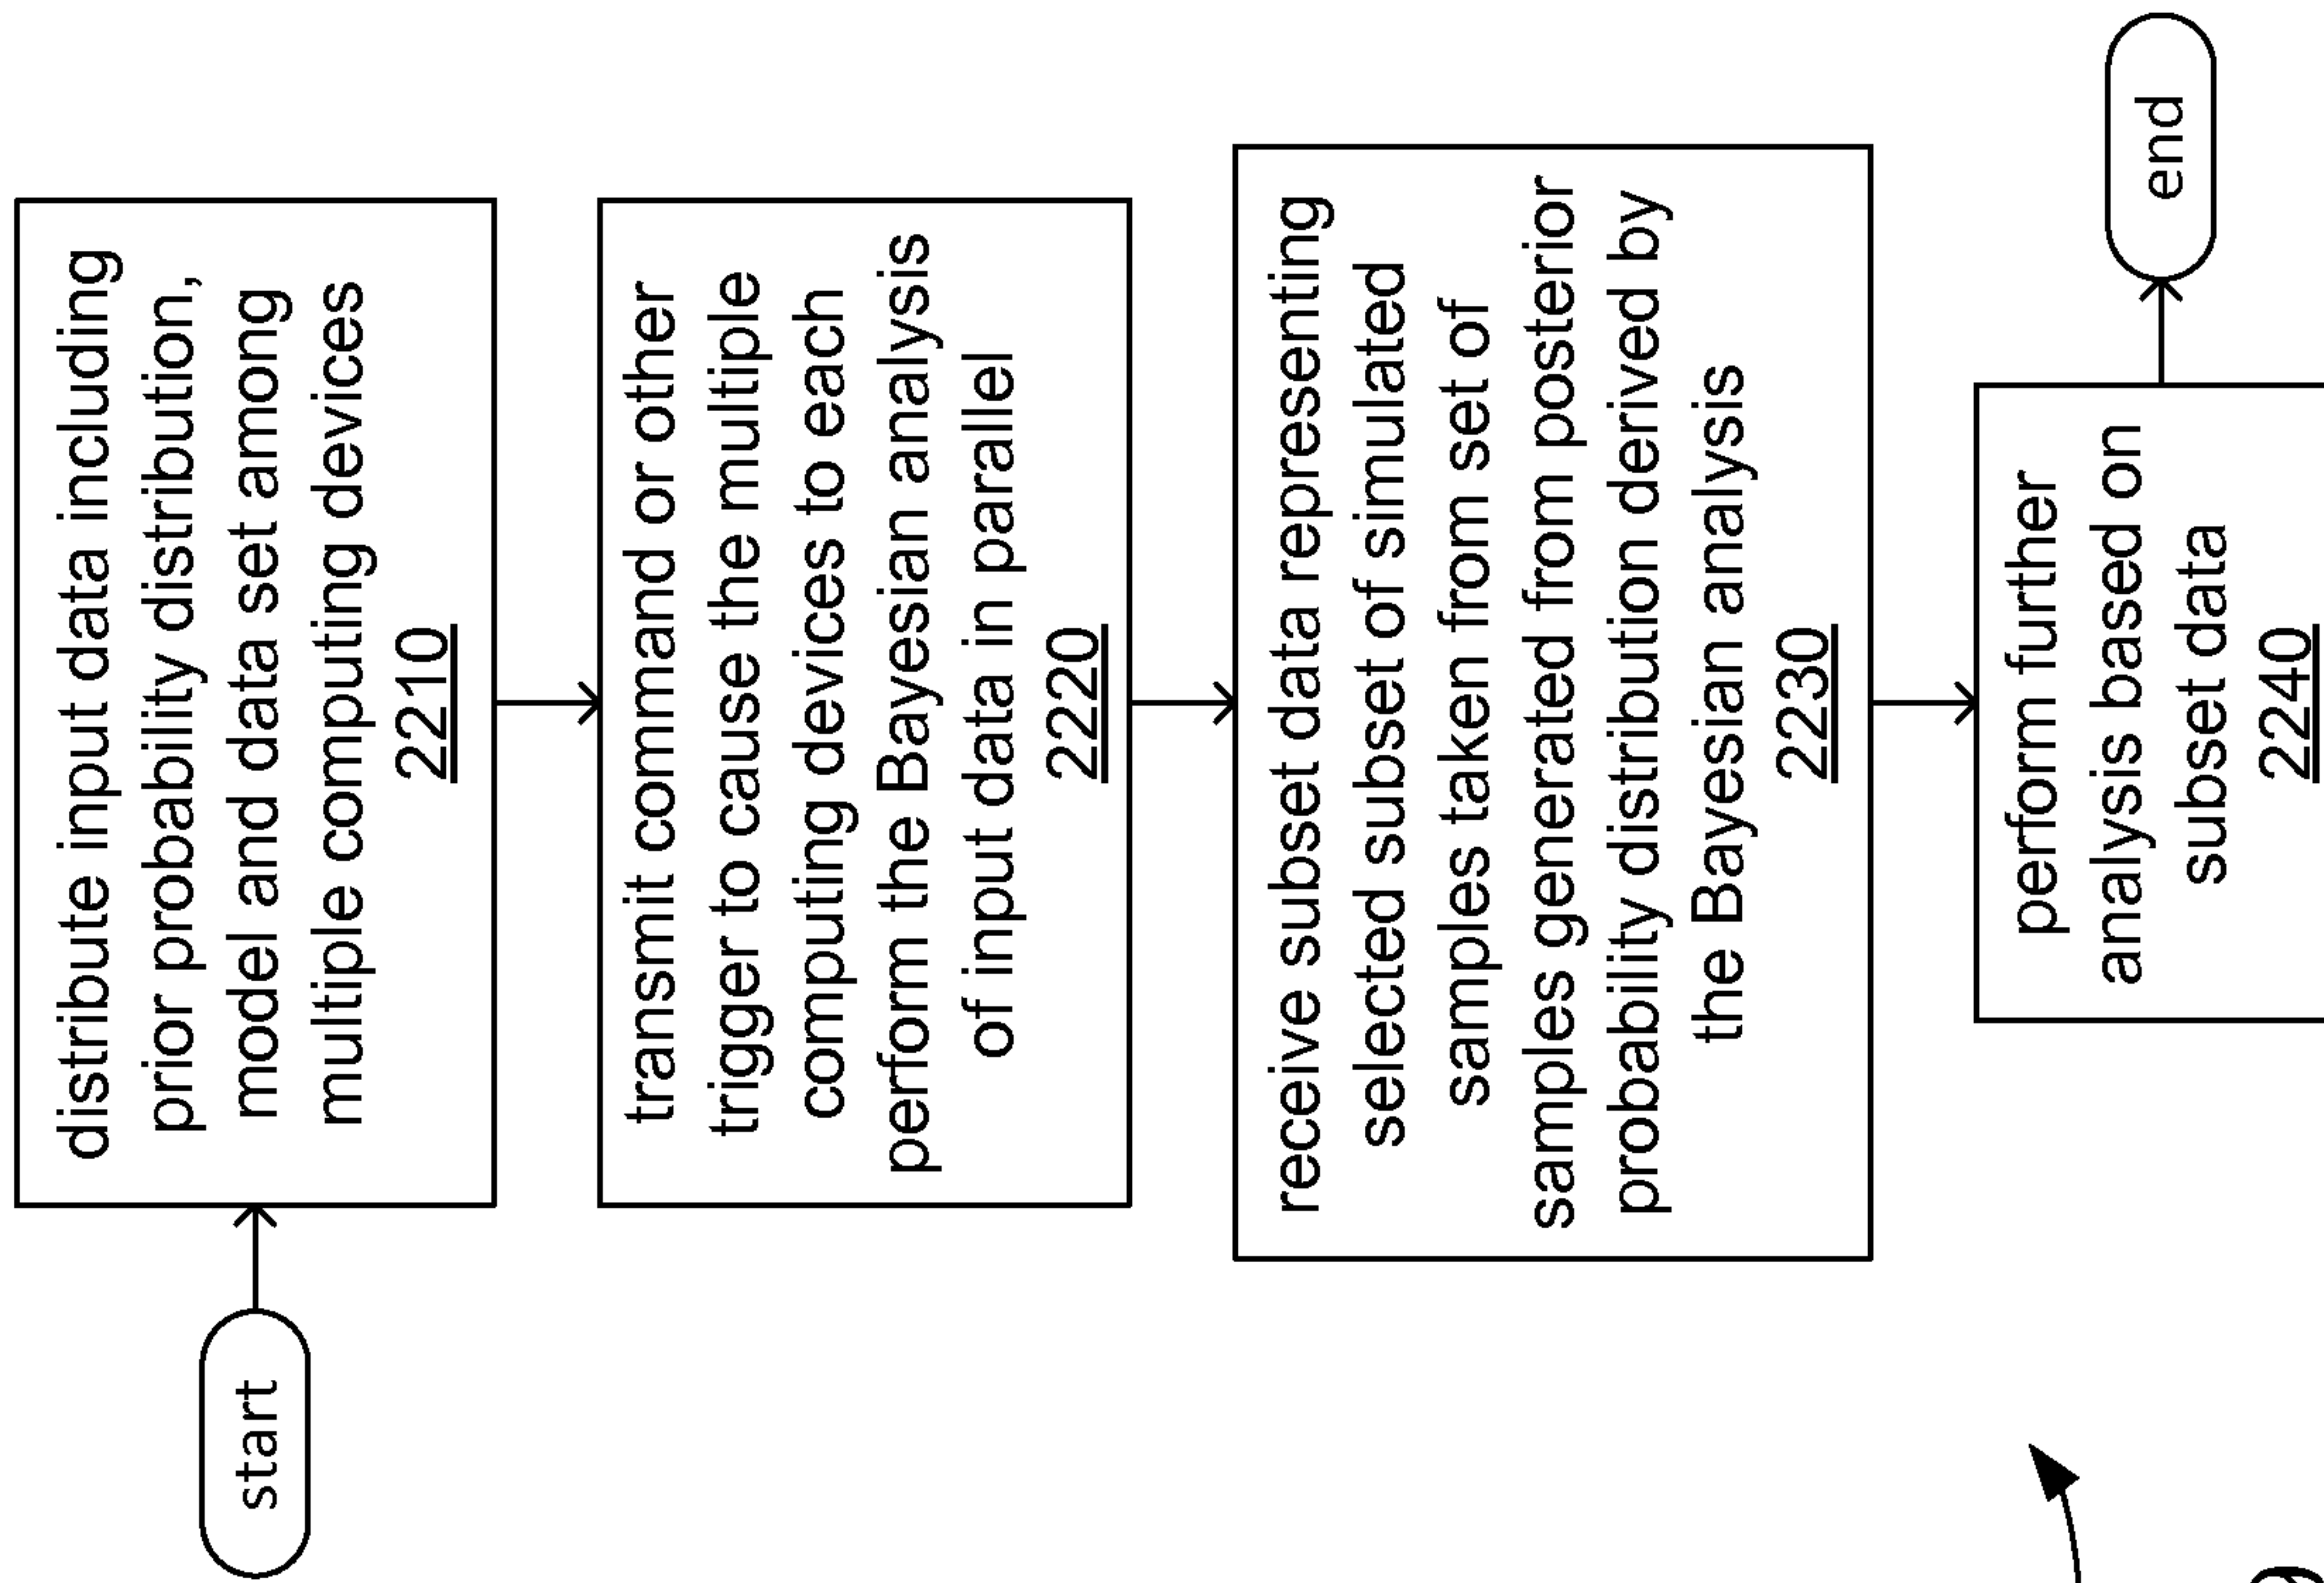 start
distribute input data including
prior probability distribution,
model and data set among
multiple computing devices
2210
transmit command or other
trigger to cause the multiple
computing devices to each
perform the Bayesian analysis
of input data in parallel
2220
receive subset data representing
selected subset of simulated
samples taken from set of
samples generated from posterior
probability distribution derived by
the Bayesian analysis
2230
perform further
analysis based on
subset data
2240
end